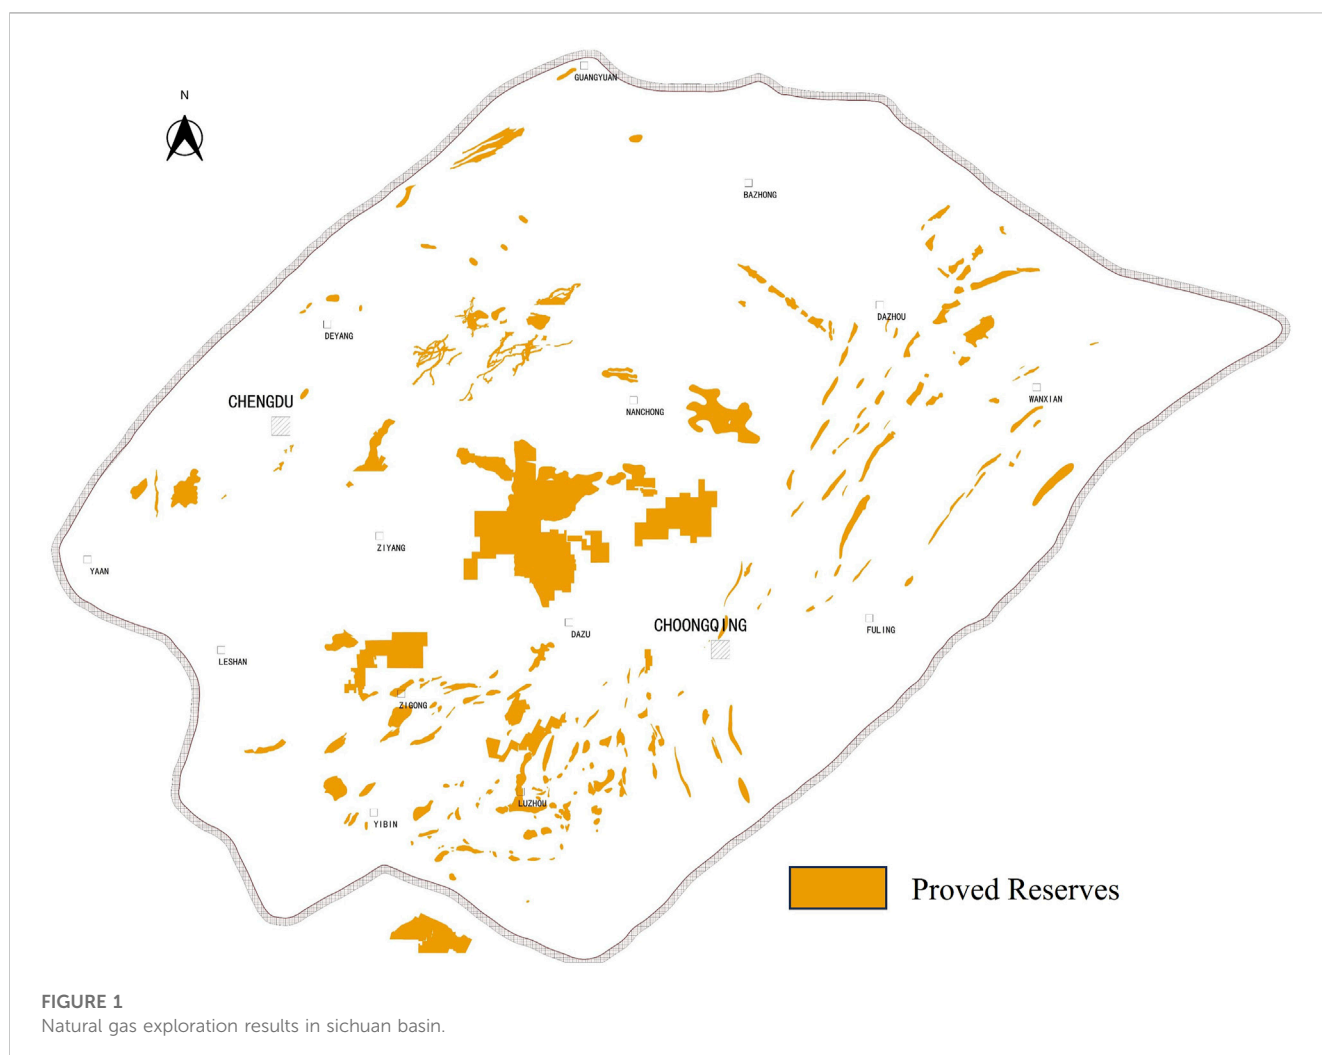 N
GUANGYUAN
BAZHONG
DEYANG
DAZHOU
CHENGDU
WANXIAN
NANCHONG
ZIYANG
YAAN
DAZU
CHOONGQING
FULING
LESHAN
ZIGONG
LUZHOU
YIBIN
Proved Reserves
FIGURE 1
Natural gas exploration results in sichuan basin.